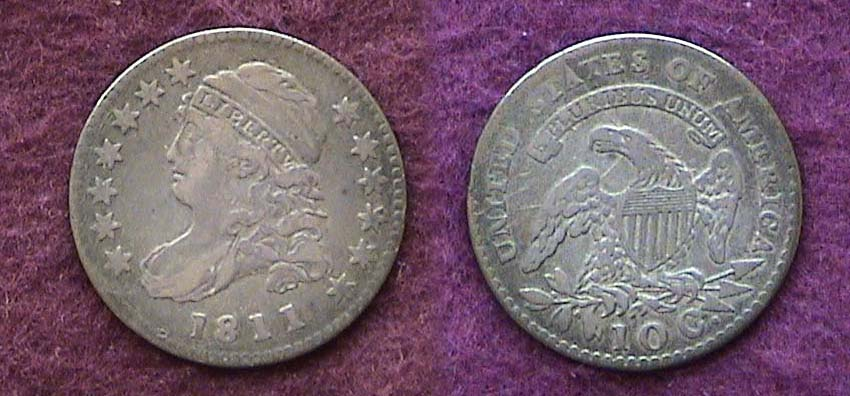 LIBERTY
1811
UNITED STATES OF AMERICA
E PLURIBUS UNUM
10 C.